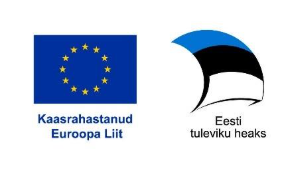 Kaasrahastanud
Euroopa Liit
Eesti
tuleviku heaks